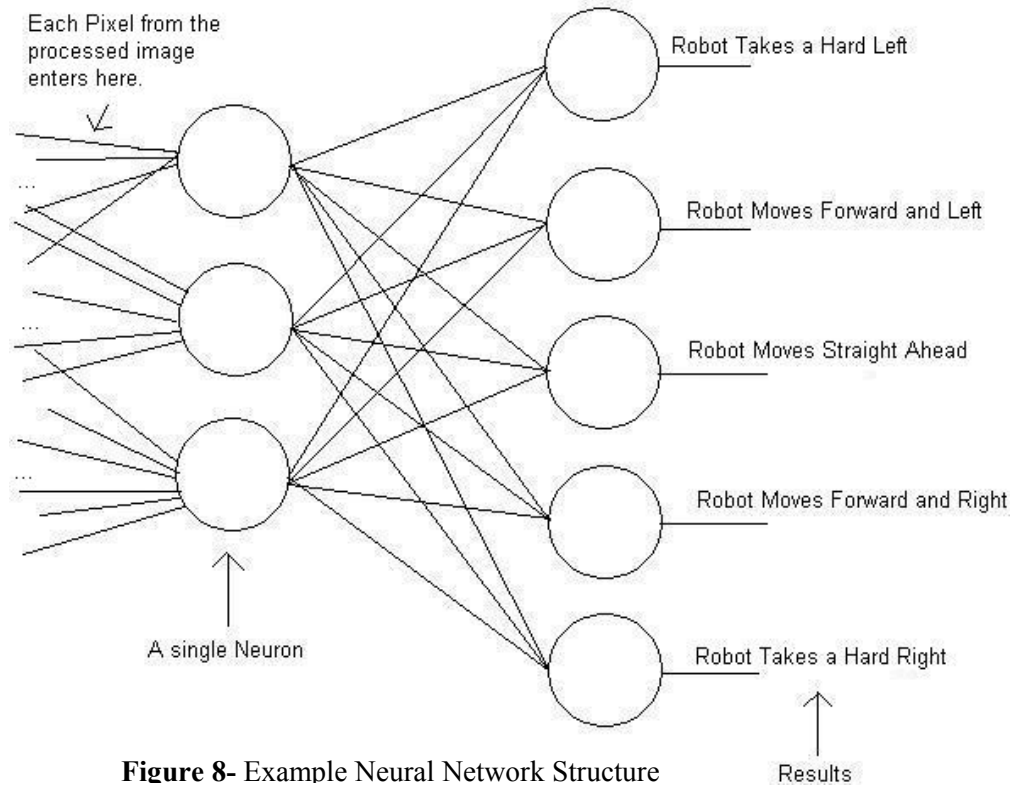 Each Pixel from the
processed image
enters here.
Robot Takes a Hard Left
...
Robot Moves Forward and Left
...
Robot Moves Straight Ahead
...
Robot Moves Forward and Right
A single Neuron
Robot Takes a Hard Right
Figure 8- Example Neural Network Structure
Results